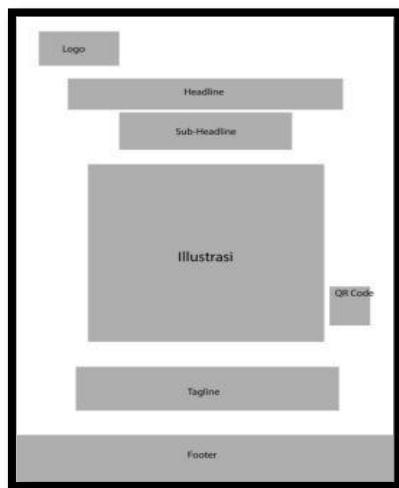 Logo
Headline
Sub-Headline
Illustrasi
QR Code
Tagline
Footer